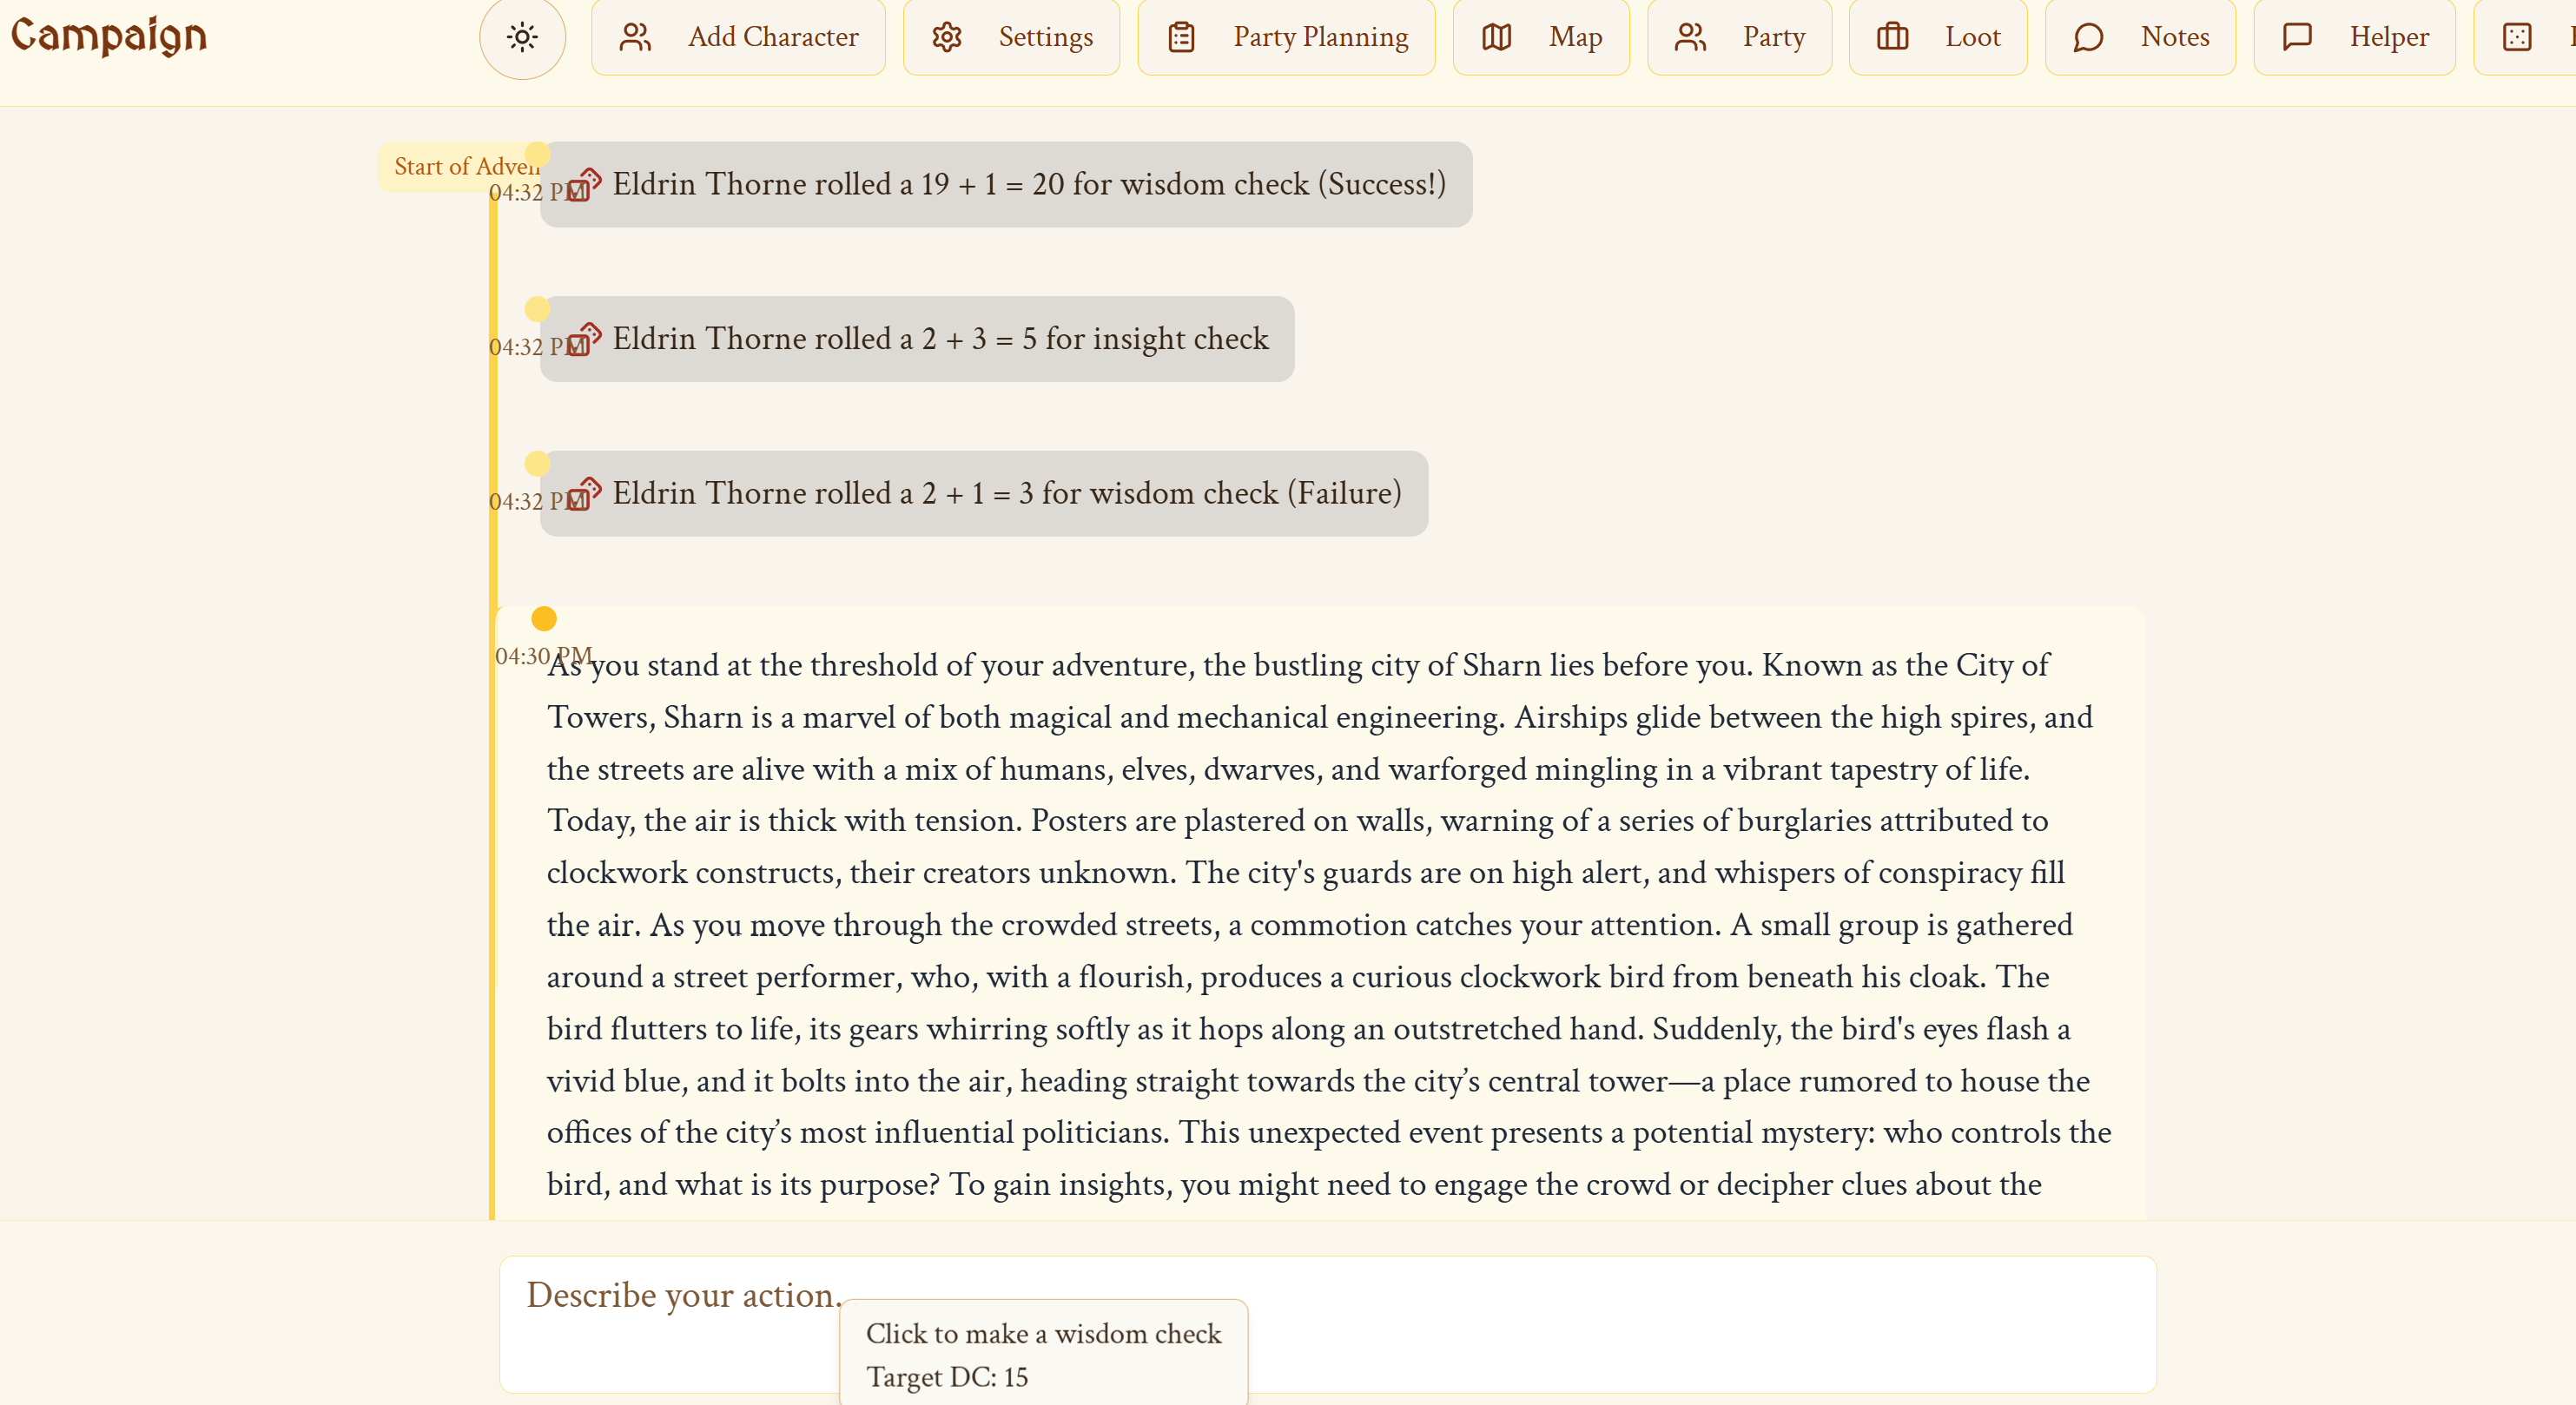 Campaign
Add Character
Settings
Party Planning
Map
Party
Loot
Notes
Helper
Start of Adven
04:32 PM
Eldrin Thorne rolled a 19 + 1 = 20 for wisdom check (Success!)
04:32 PM
Eldrin Thorne rolled a 2 + 3 = 5 for insight check
04:32 PM
Eldrin Thorne rolled a 2 + 1 = 3 for wisdom check (Failure)
04:30 PM
As you stand at the threshold of your adventure, the bustling city of Sharn lies before you. Known as the City of
Towers, Sharn is a marvel of both magical and mechanical engineering. Airships glide between the high spires, and
the streets are alive with a mix of humans, elves, dwarves, and warforged mingling in a vibrant tapestry of life.
Today, the air is thick with tension. Posters are plastered on walls, warning of a series of burglaries attributed to
clockwork constructs, their creators unknown. The city's guards are on high alert, and whispers of conspiracy fill
the air. As you move through the crowded streets, a commotion catches your attention. A small group is gathered
around a street performer, who, with a flourish, produces a curious clockwork bird from beneath his cloak. The
bird flutters to life, its gears whirring softly as it hops along an outstretched hand. Suddenly, the bird's eyes flash a
vivid blue, and it bolts into the air, heading straight towards the city’s central tower—a place rumored to house the
offices of the city’s most influential politicians. This unexpected event presents a potential mystery: who controls the
bird, and what is its purpose? To gain insights, you might need to engage the crowd or decipher clues about the
Describe your action.
Click to make a wisdom check
Target DC: 15